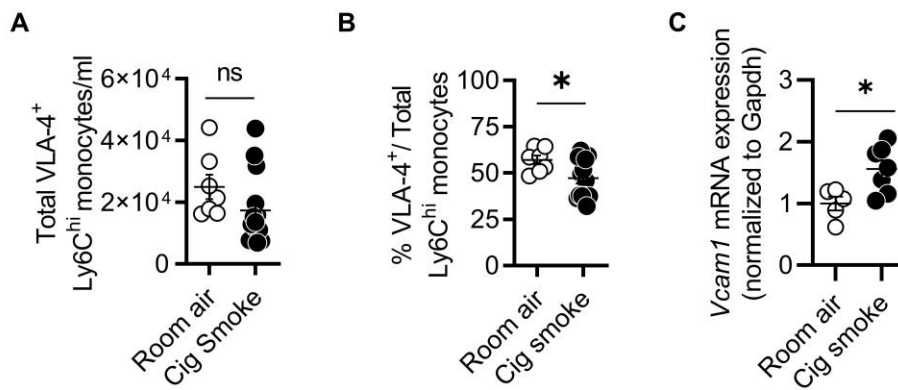 A
Total VLA-4⁺
Ly6Cʰⁱ monocytes/ml
6×10⁴
4×10⁴
2×10⁴
0
ns
Room air
Cig Smoke
B
% VLA-4⁺/ Total
Ly6Cʰⁱ monocytes
100
75
50
25
0
*
Room air
Cig smoke
C
Vcam1 mRNA expression
(normalized to Gapdh)
3
2
1
0
*
Room air
Cig smoke